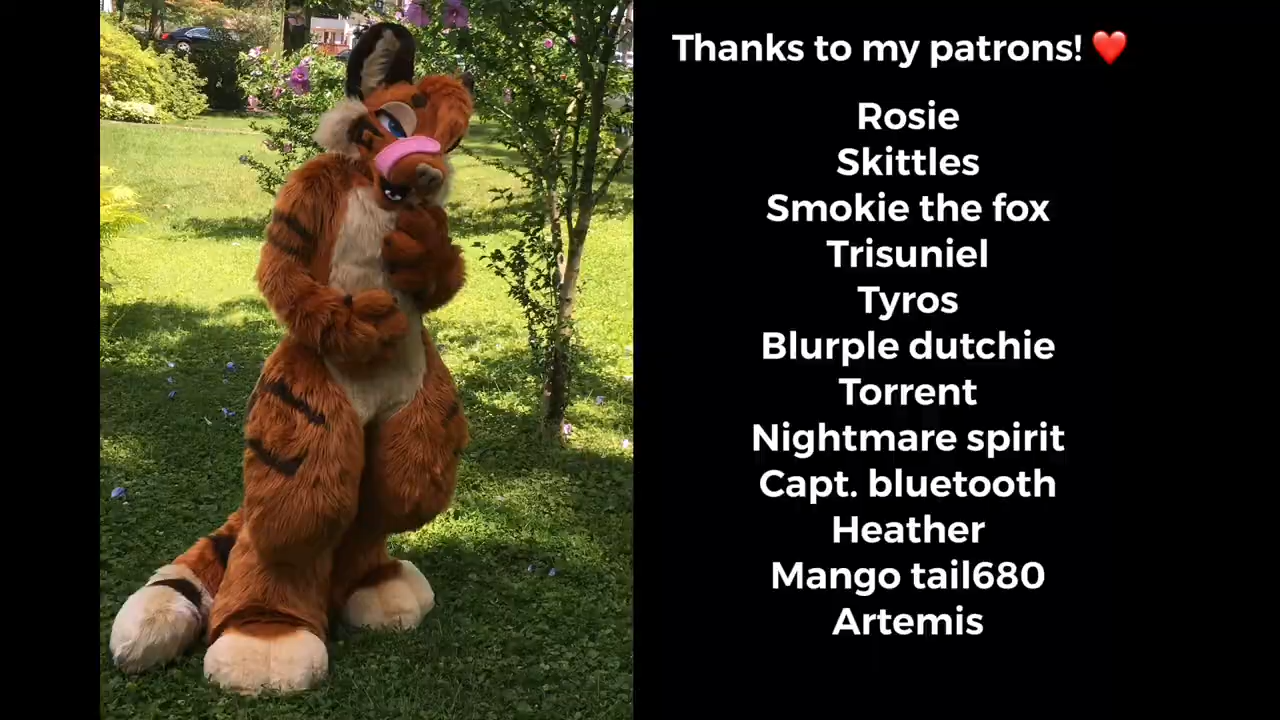 Thanks to my patrons! ❤️
Rosie
Skittles
Smokie the fox
Trisuniel
Tyros
Blurple dutchie
Torrent
Nightmare spirit
Capt. bluetooth
Heather
Mango tail680
Artemis